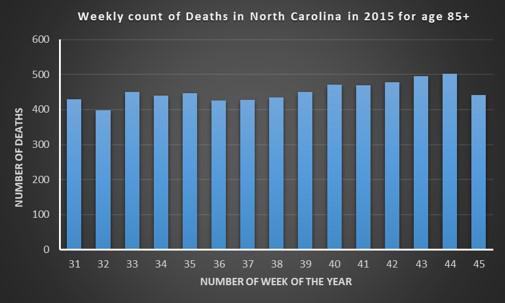 Weekly count of Deaths in North Carolina in 2015 for age 85+
600
500
400
300
200
100
0
NUMBER OF DEATHS
31 32 33 34 35 36 37 38 39 40 41 42 43 44 45
NUMBER OF WEEK OF THE YEAR